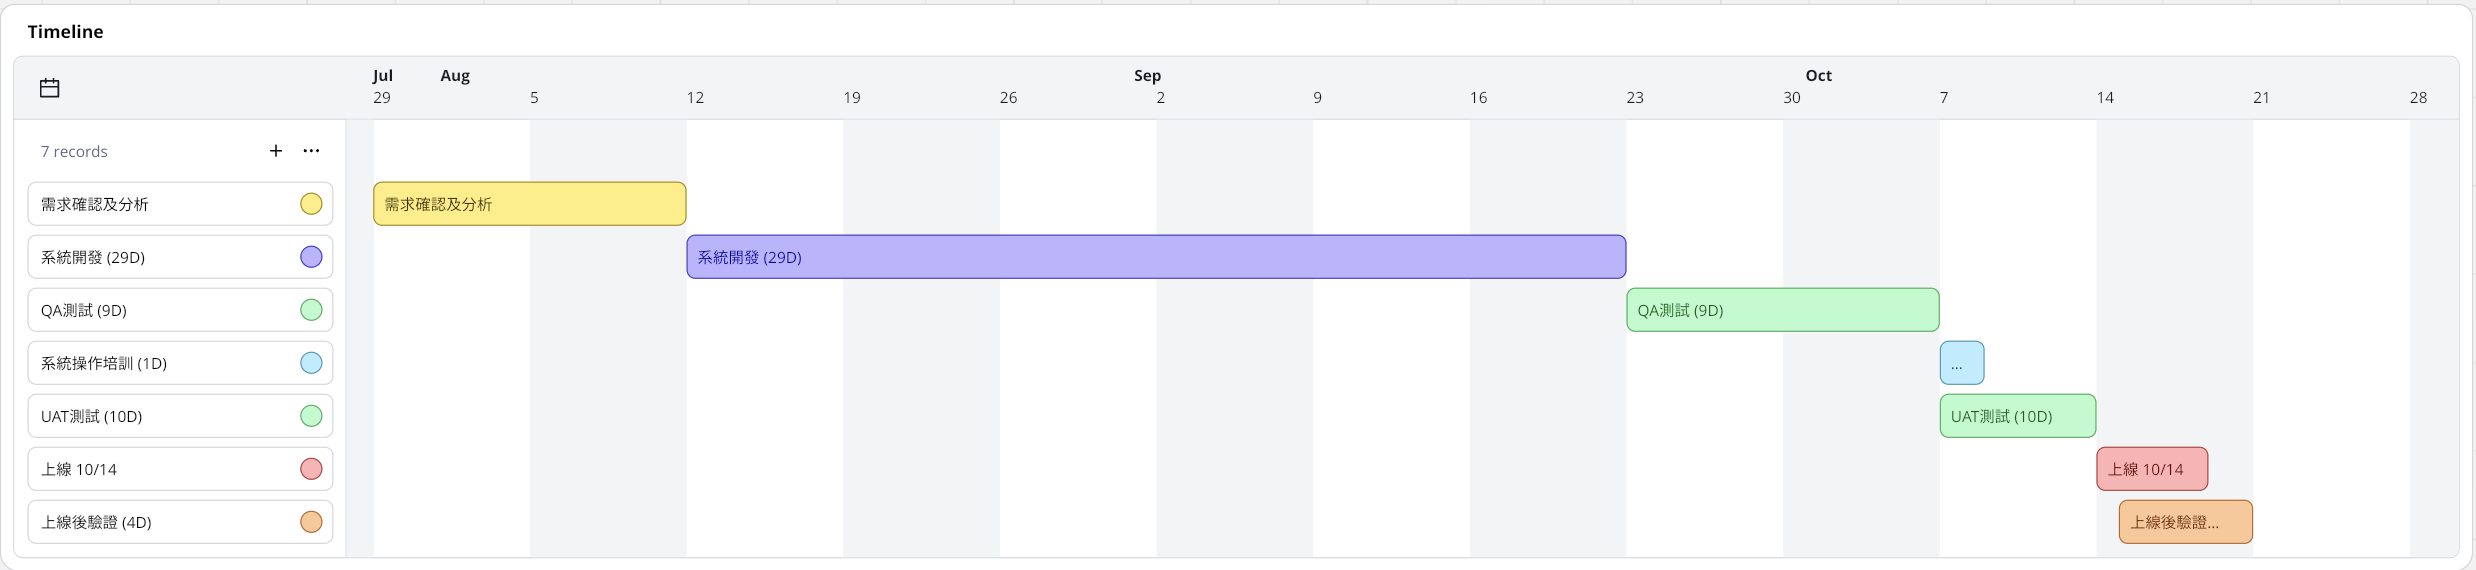 Timeline
Jul Aug Sep Oct
29 5 12 19 26 2 9 16 23 30 7 14 21 28
7 records
需求確認及分析 需求確認及分析
系統開發 (29D) 系統開發 (29D)
QA測試 (9D) QA測試 (9D)
系統操作培訓 (1D) ...
UAT測試 (10D) UAT測試 (10D)
上線 10/14 上線 10/14
上線後驗證 (4D) 上線後驗證...